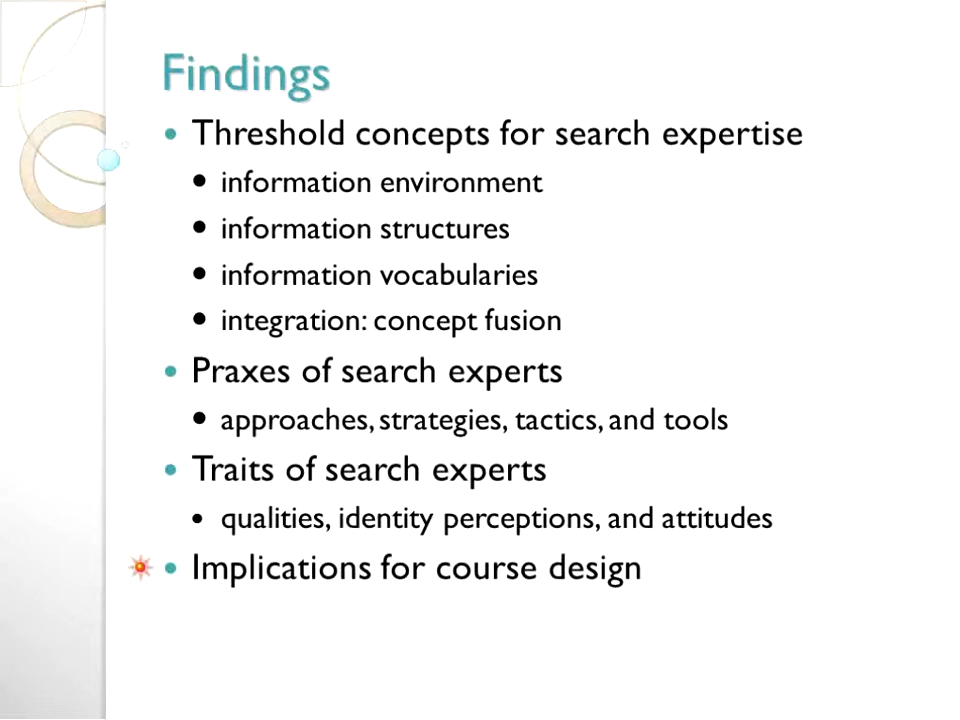 Findings
Threshold concepts for search expertise
information environment
information structures
information vocabularies
integration: concept fusion
Praxes of search experts
approaches, strategies, tactics, and tools
Traits of search experts
qualities, identity perceptions, and attitudes
Implications for course design